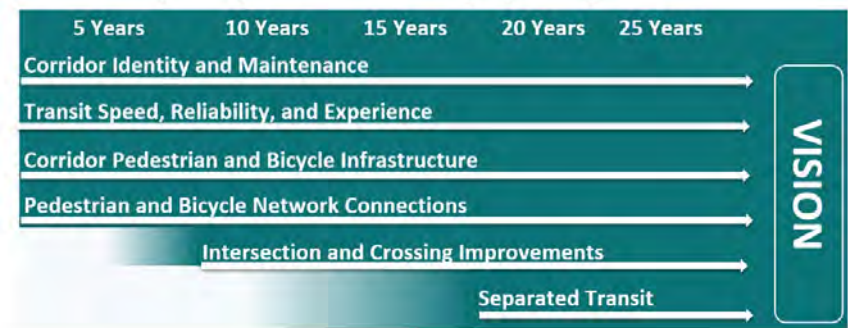 5 Years 10 Years 15 Years 20 Years 25 Years
Corridor Identity and Maintenance
Transit Speed, Reliability, and Experience
Corridor Pedestrian and Bicycle Infrastructure
Pedestrian and Bicycle Network Connections
Intersection and Crossing Improvements
Separated Transit
VISION